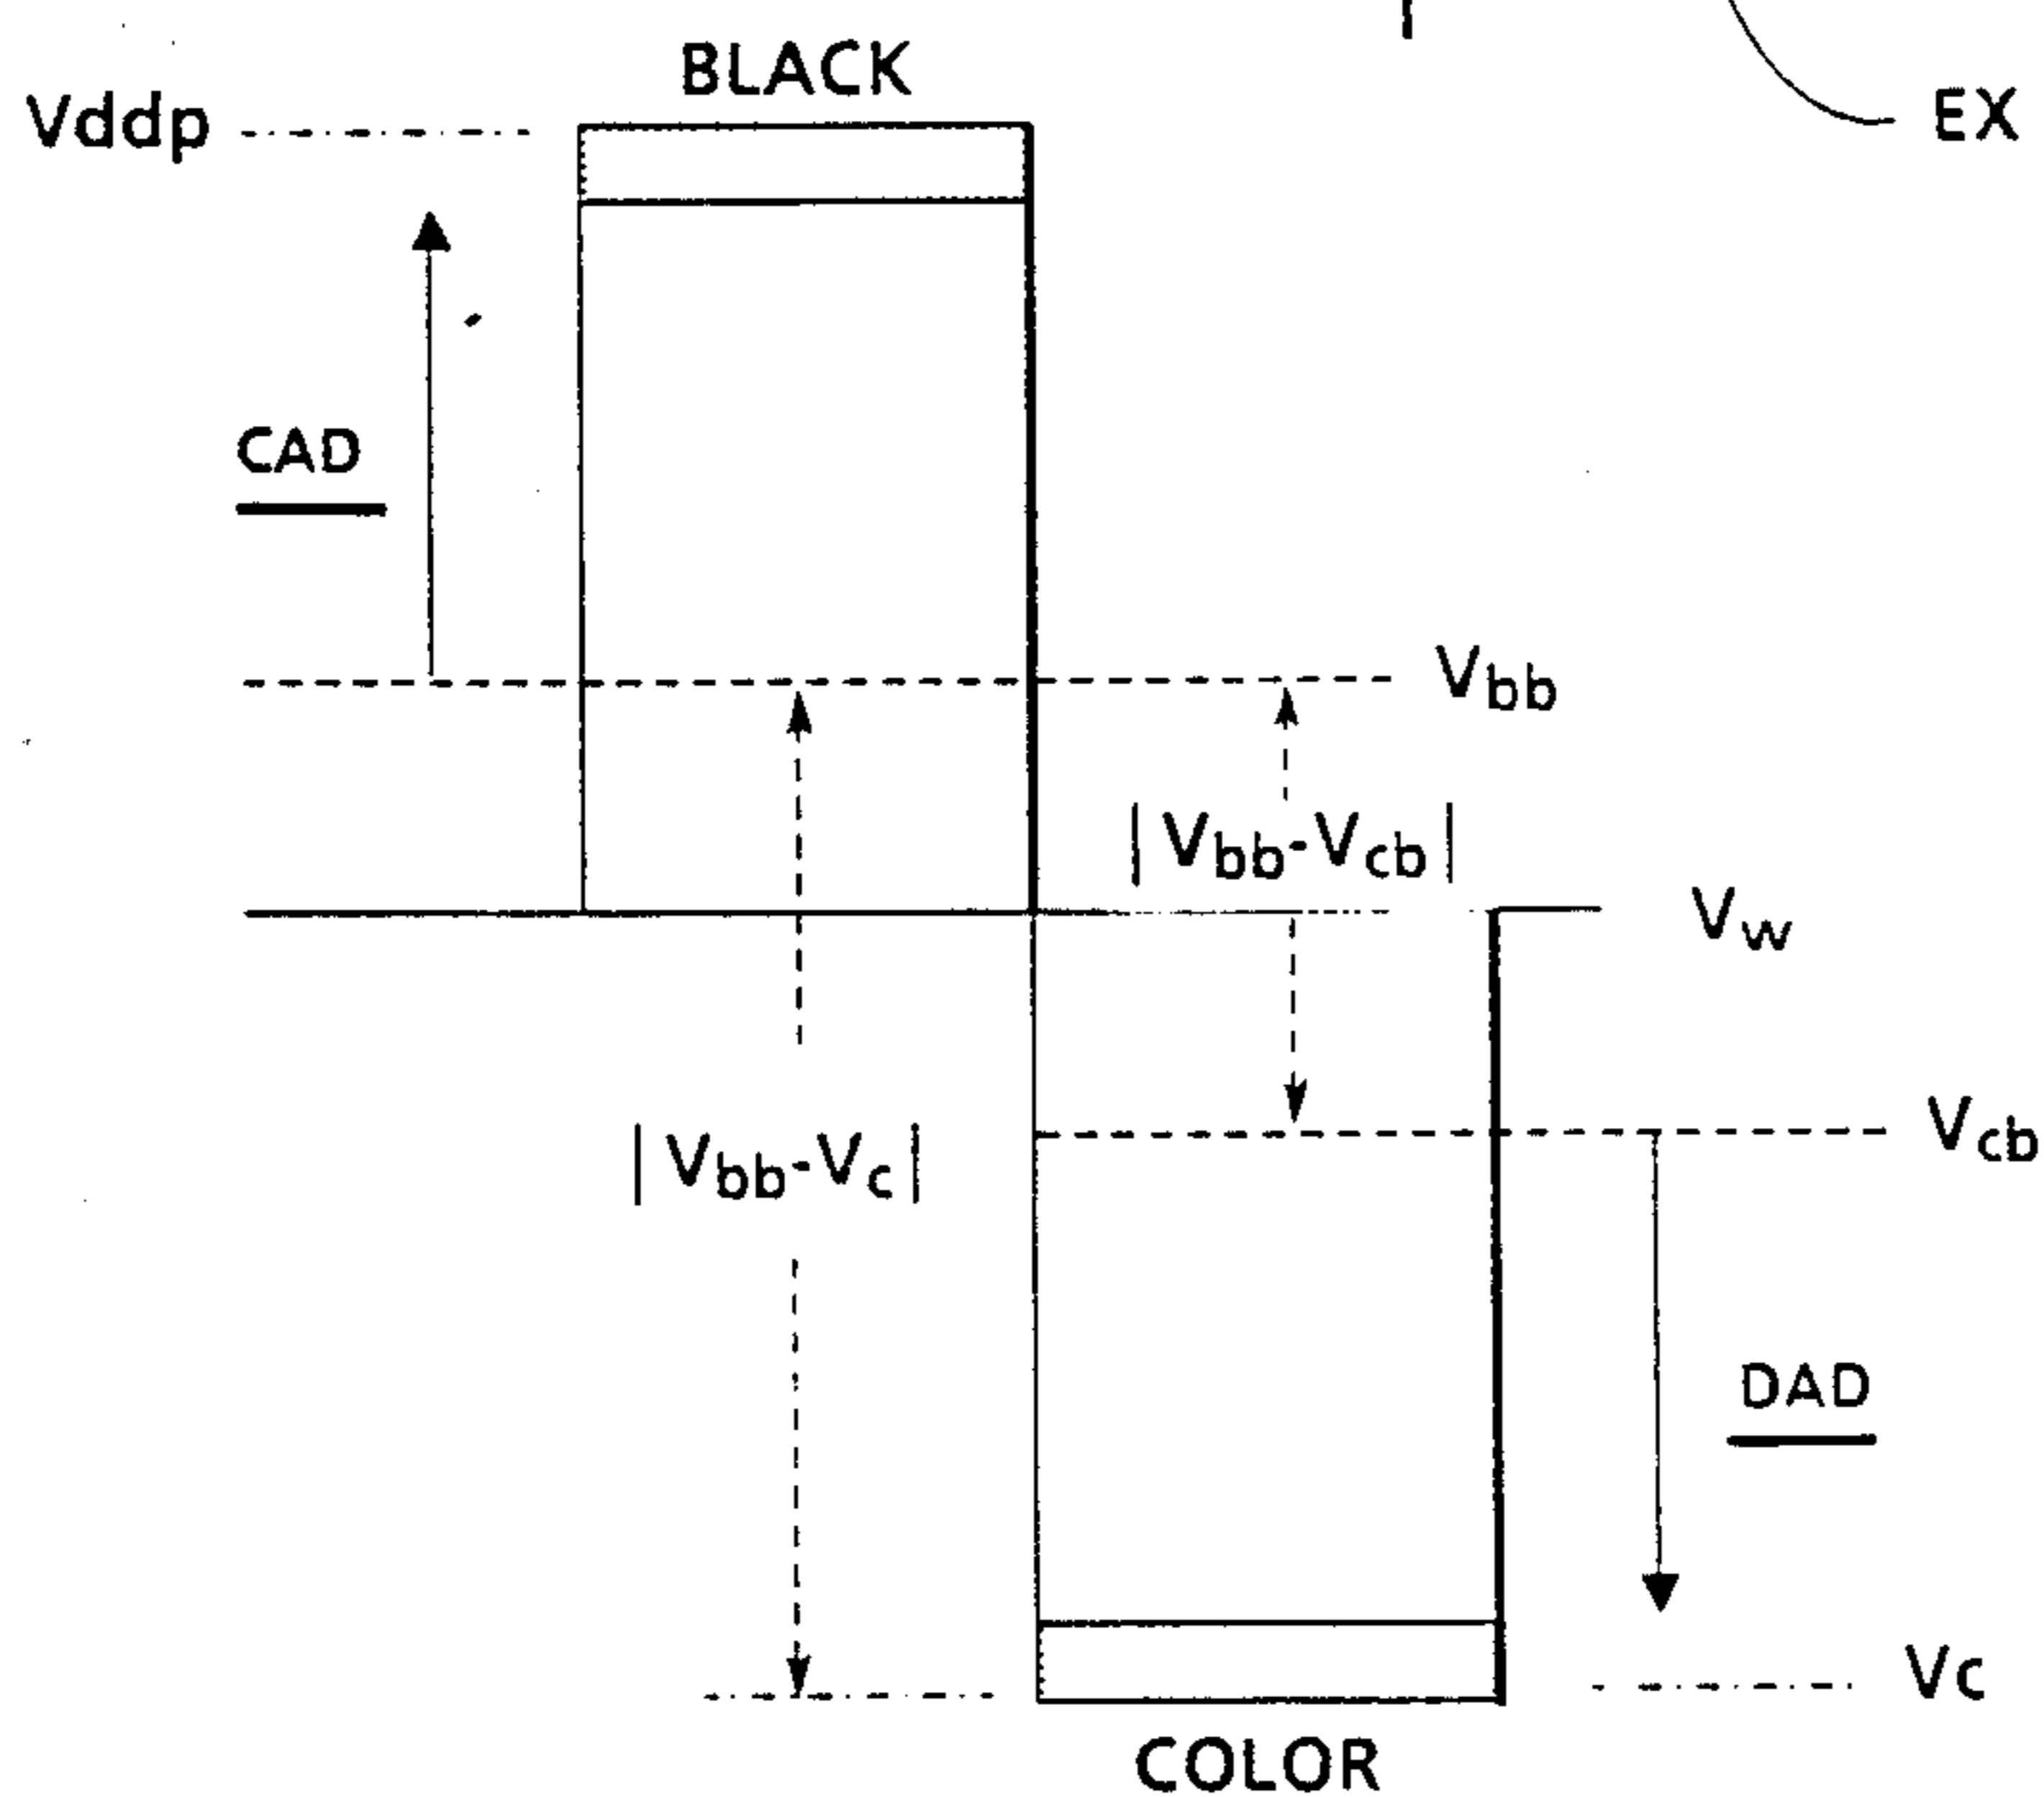 BLACK
Vddp
EX
CAD
Vbb
|Vbb-Vcb|
Vw
Vcb
|Vbb-Vc|
DAD
Vc
COLOR